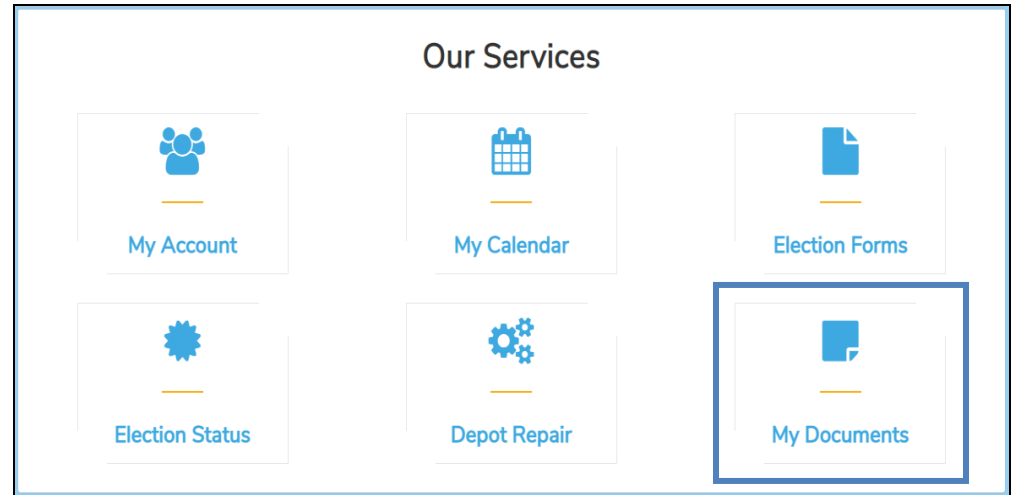 Our Services
My Account
My Calendar
Election Forms
Election Status
Depot Repair
My Documents